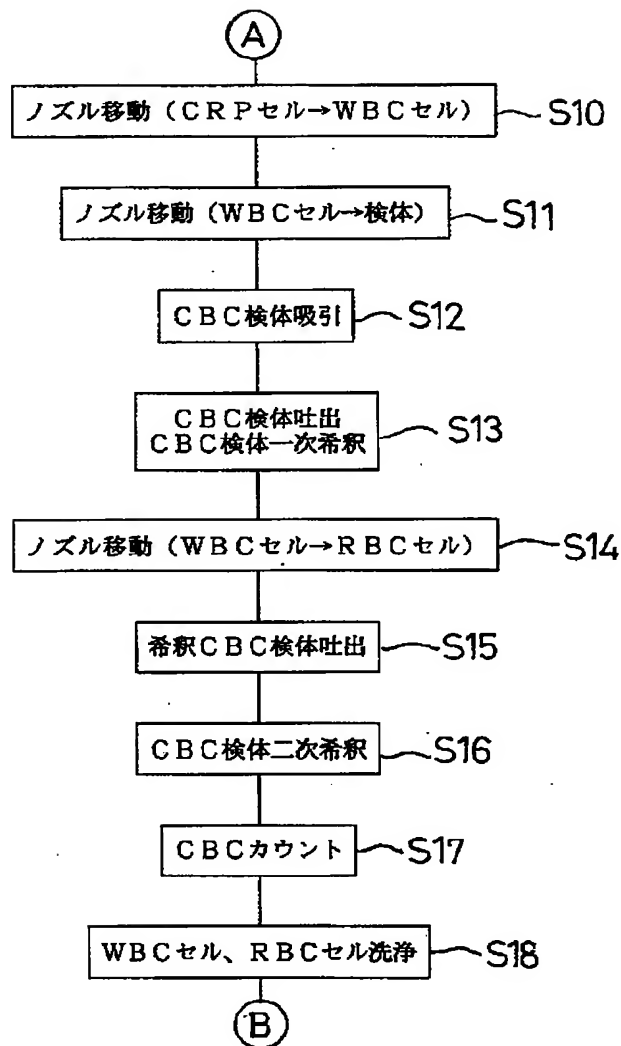 A
ノズル移動（CRPセル→WBCセル） S10
ノズル移動（WBCセル→検体） S11
CBC検体吸引 S12
CBC検体吐出
CBC検体一次希釈 S13
ノズル移動（WBCセル→RBCセル） S14
希釈CBC検体吐出 S15
CBC検体二次希釈 S16
CBCカウント S17
WBCセル、RBCセル洗浄 S18
B